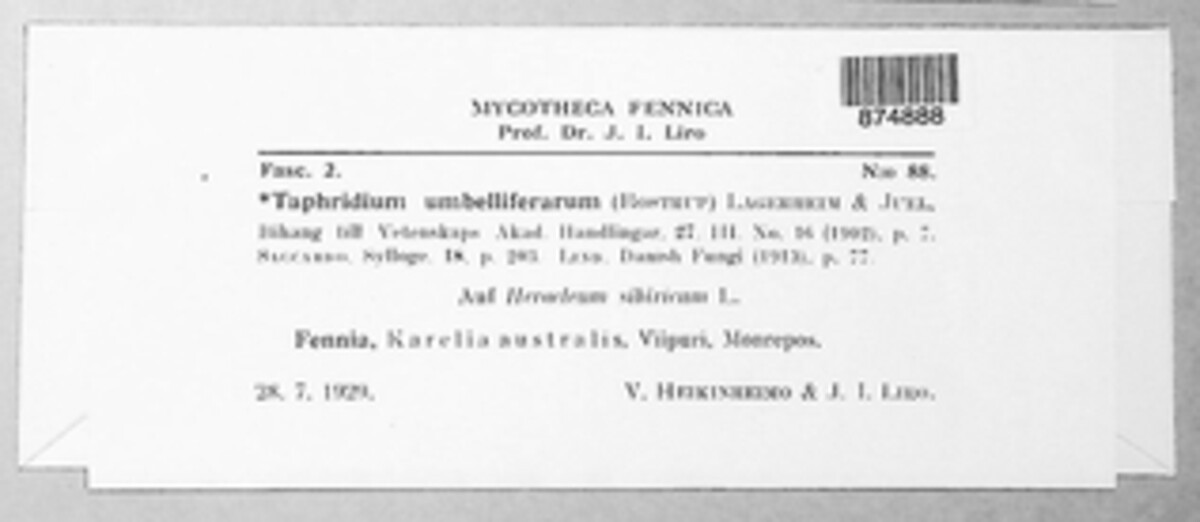 874888
MYCOTHECA FENNICA
Prof. Dr. J. I. Liro
Fasc. 2. N:o 88.
*Taphridium umbelliferarum (ROSTRUP) LAGERHEIM & JUEL.
Bihang till Vetenskaps Akad. Handlingar, 27. III. No. 16 (1902), p. 7.
SACCARDO, Sylloge, 18, p. 203. LIND. Danish Fungi (1913), p. 77.
Auf Heracleum sibiricum L.
Fennia, Karelia australis, Viipuri, Monrepos.
28. 7. 1929. V. HEIKINHEIMO & J. I. LIRO.